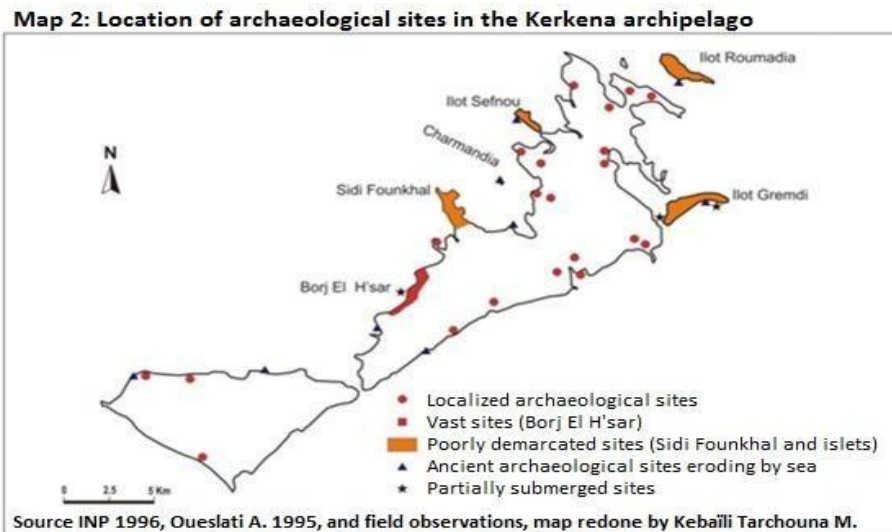 Map 2: Location of archaeological sites in the Kerkena archipelago
Ilot Roumadia
Ilot Sefnou
Charmandia
N
Sidi Founkhal
Ilot Gremdi
Borj El H'sar
Localized archaeological sites
Vast sites (Borj El H'sar)
Poorly demarcated sites (Sidi Founkhal and islets)
Ancient archaeological sites eroding by sea
Partially submerged sites
0 2.5 5 Km
Source INP 1996, Oueslati A. 1995, and field observations, map redone by Kebaïli Tarchouna M.